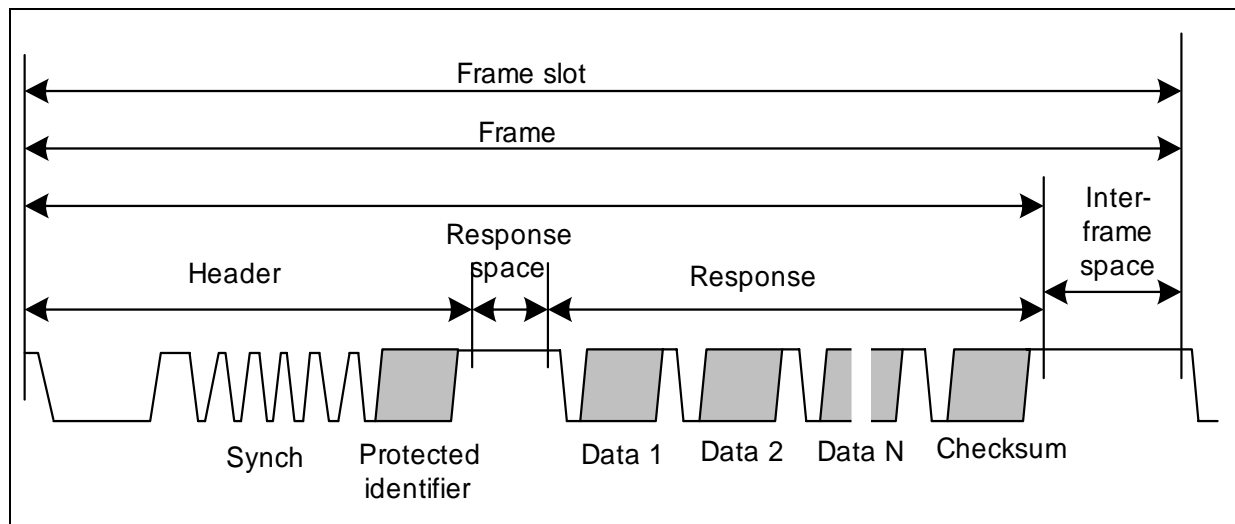 Frame slot
Frame
Header
Response
space
Response
Inter-
frame
space
Synch
Protected
identifier
Data 1
Data 2
Data N
Checksum